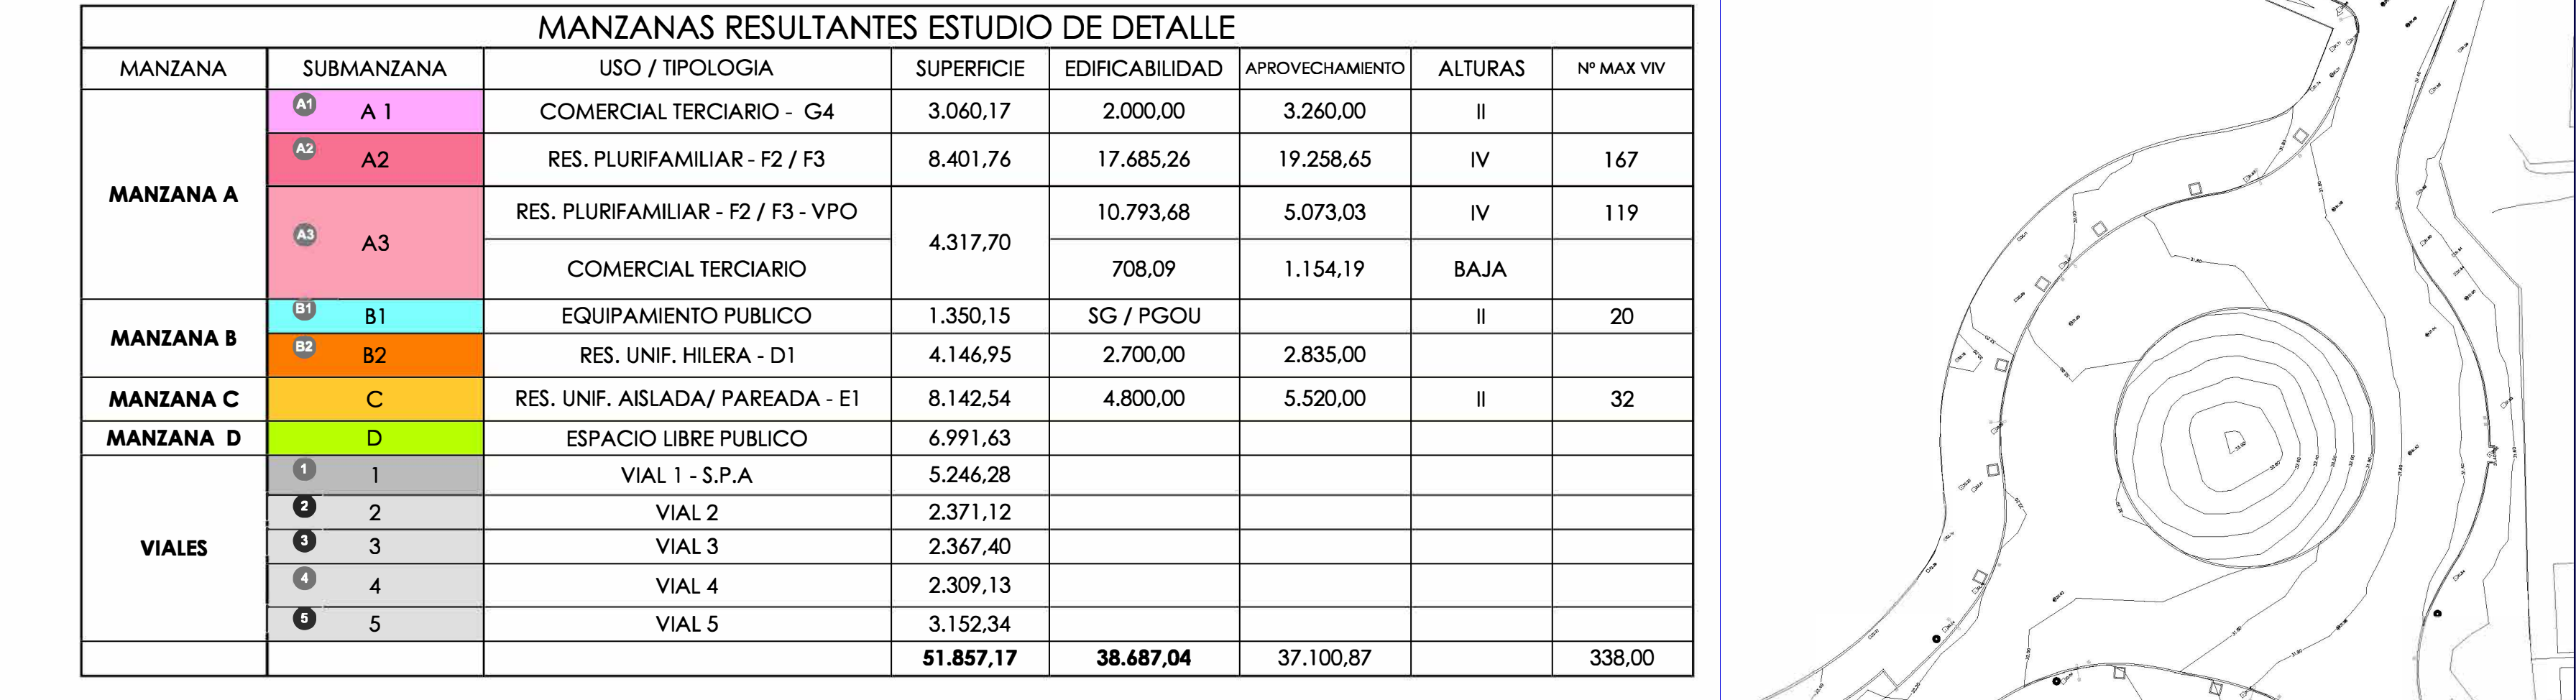 MANZANAS RESULTANTES ESTUDIO DE DETALLE
MANZANA SUBMANZANA USO / TIPOLOGIA SUPERFICIE EDIFICABILIDAD APROVECHAMIENTO ALTURAS Nº MAX VIV
MANZANA A
A1 A 1 COMERCIAL TERCIARIO - G4 3.060,17 2.000,00 3.260,00 II
A2 A2 RES. PLURIFAMILIAR - F2 / F3 8.401,76 17.685,26 19.258,65 IV 167
A3 A3 RES. PLURIFAMILIAR - F2 / F3 - VPO 4.317,70 10.793,68 5.073,03 IV 119
COMERCIAL TERCIARIO 708,09 1.154,19 BAJA
MANZANA B
B1 B1 EQUIPAMIENTO PUBLICO 1.350,15 SG / PGOU II 20
B2 B2 RES. UNIF. HILERA - D1 4.146,95 2.700,00 2.835,00
MANZANA C C RES. UNIF. AISLADA/ PAREADA - E1 8.142,54 4.800,00 5.520,00 II 32
MANZANA D D ESPACIO LIBRE PUBLICO 6.991,63
VIALES
1 1 VIAL 1 - S.P.A 5.246,28
2 2 VIAL 2 2.371,12
3 3 VIAL 3 2.367,40
4 4 VIAL 4 2.309,13
5 5 VIAL 5 3.152,34
51.857,17 38.687,04 37.100,87 338,00